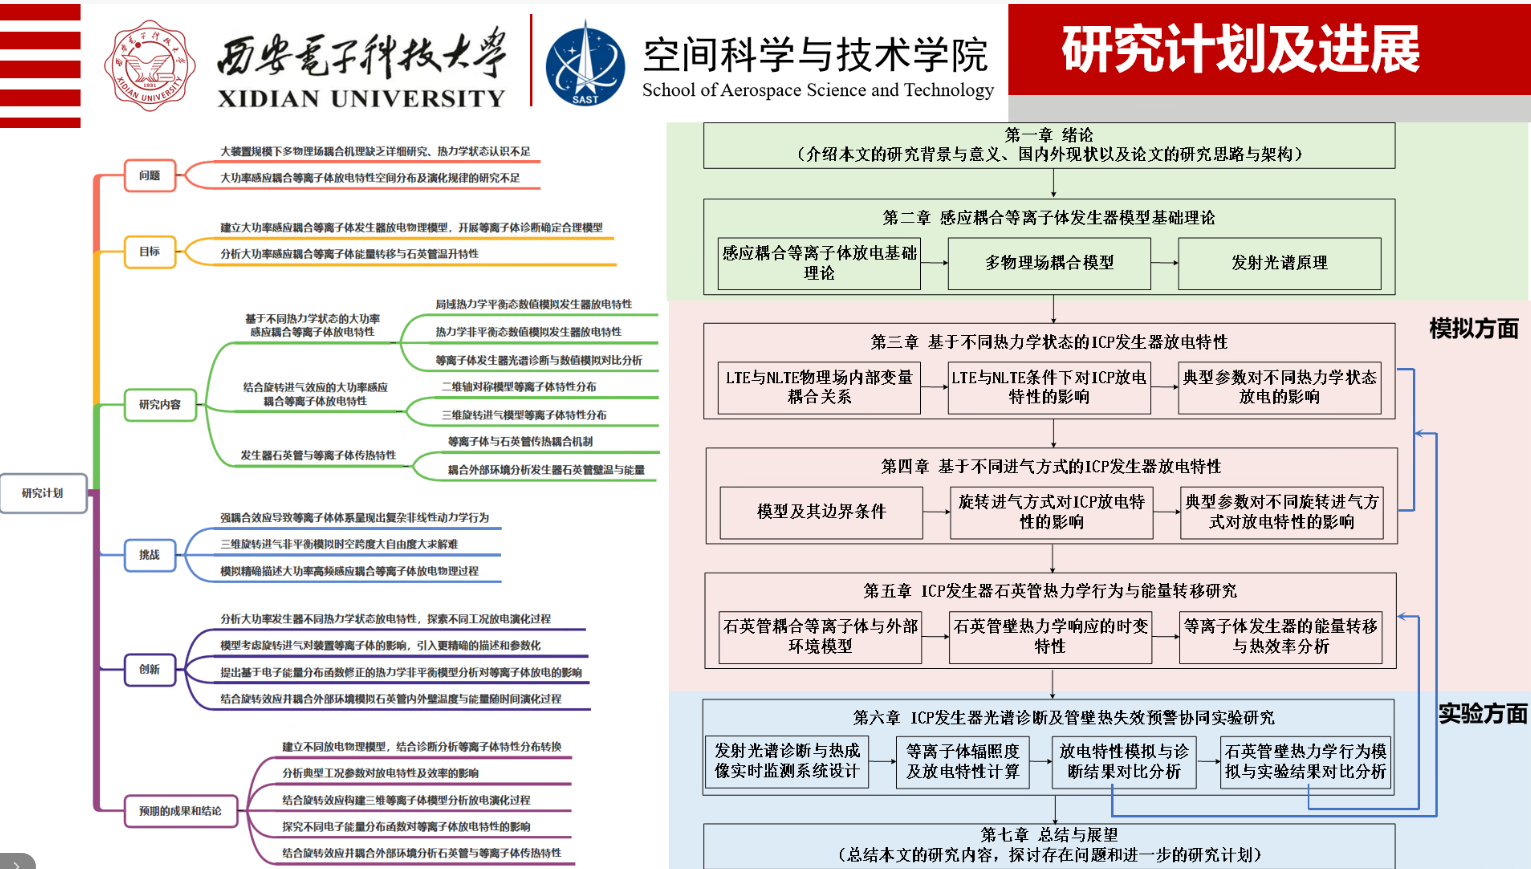 西安電子科技大学
XIDIAN UNIVERSITY
XIDIAN UNIVERSITY
1931
SAST
空间科学与技术学院
School of Aerospace Science and Technology
研究计划及进展
研究计划
问题
大装置规模下多物理场耦合机理缺乏详细研究、热力学状态认识不足
大功率感应耦合等离子体放电特性空间分布及演化规律的研究不足
目标
建立大功率感应耦合等离子体发生器放电物理模型，开展等离子体诊断确定合理模型
分析大功率感应耦合等离子体能量转移与石英管温升特性
研究内容
基于不同热力学状态的大功率
感应耦合等离子体放电特性
局域热力学平衡态数值模拟发生器放电特性
热力学非平衡态数值模拟发生器放电特性
等离子体发生器光谱诊断与数值模拟对比分析
结合旋转进气效应的大功率感应
耦合等离子体放电特性
二维轴对称模型等离子体特性分布
三维旋转进气模型等离子体特性分布
发生器石英管与等离子体传热特性
等离子体与石英管传热耦合机制
耦合外部环境分析发生器石英管壁温与能量
挑战
强耦合效应导致等离子体体系呈现出复杂非线性动力学行为
三维旋转进气非平衡模拟时空跨度大自由度大求解难
模拟精确描述大功率高频感应耦合等离子体放电物理过程
创新
分析大功率发生器不同热力学状态放电特性，探索不同工况放电演化过程
模型考虑旋转进气对装置等离子体的影响，引入更精确的描述和参数化
提出基于电子能量分布函数修正的热力学非平衡模型分析对等离子体放电的影响
结合旋转效应并耦合外部环境模拟石英管内外壁温度与能量随时间演化过程
预期的成果和结论
建立不同放电物理模型，结合诊断分析等离子体特性分布转换
分析典型工况参数对放电特性及效率的影响
结合旋转效应构建三维等离子体模型分析放电演化过程
探究不同电子能量分布函数对等离子体放电特性的影响
结合旋转效应并耦合外部环境分析石英管与等离子体传热特性
第一章 绪论
（介绍本文的研究背景与意义、国内外现状以及论文的研究思路与架构）
第二章 感应耦合等离子体发生器模型基础理论
感应耦合等离子体放电基础
理论
多物理场耦合模型
发射光谱原理
模拟方面
第三章 基于不同热力学状态的ICP发生器放电特性
LTE与NLTE物理场内部变量
耦合关系
LTE与NLTE条件下对ICP放电
特性的影响
典型参数对不同热力学状态
放电的影响
第四章 基于不同进气方式的ICP发生器放电特性
模型及其边界条件
旋转进气方式对ICP放电特
性的影响
典型参数对不同旋转进气方
式对放电特性的影响
第五章 ICP发生器石英管热力学行为与能量转移研究
石英管耦合等离子体与外部
环境模型
石英管壁热力学响应的时变
特性
等离子体发生器的能量转移
与热效率分析
实验方面
第六章 ICP发生器光谱诊断及管壁热失效预警协同实验研究
发射光谱诊断与热成
像实时监测系统设计
等离子体辐照度
及放电特性计算
放电特性模拟与诊
断结果对比分析
石英管壁热力学行为模
拟与实验结果对比分析
第七章 总结与展望
（总结本文的研究内容，探讨存在问题和进一步的研究计划）